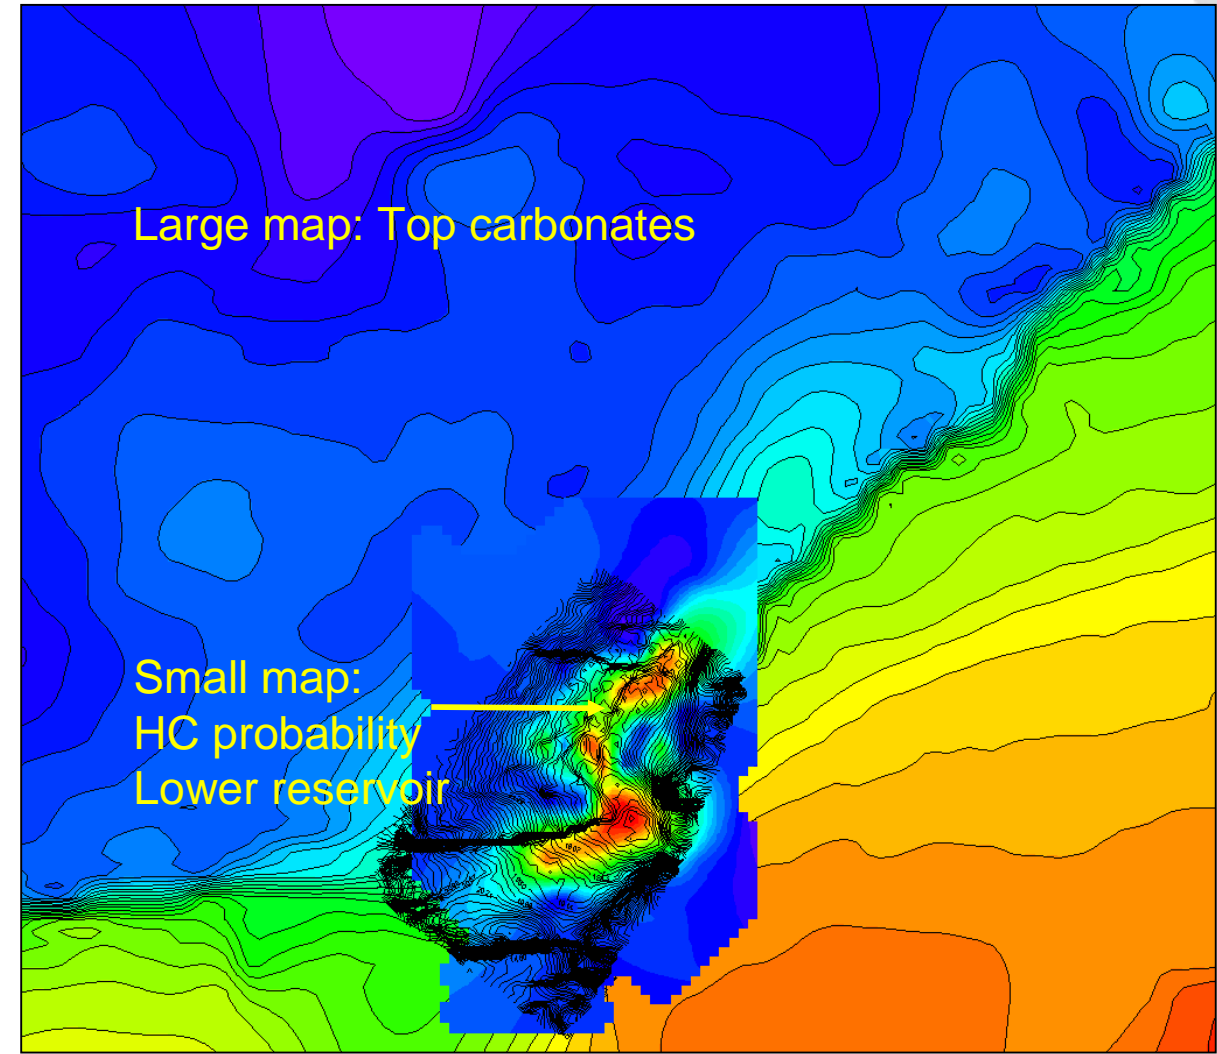 Large map: Top carbonates
Small map:
HC probability
Lower reservoir